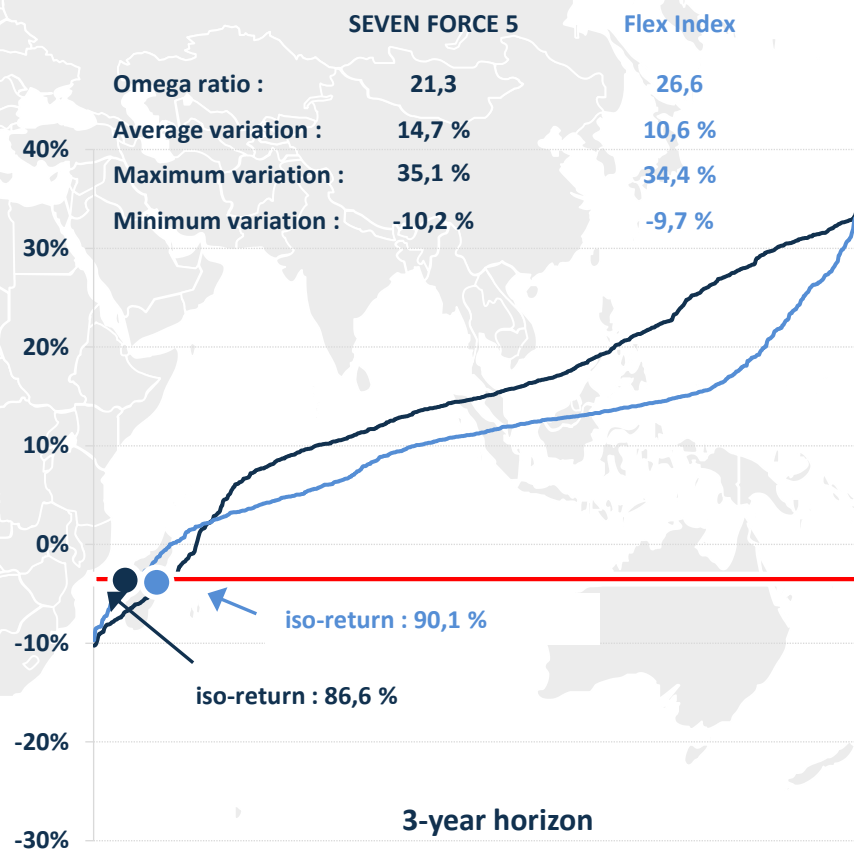 SEVEN FORCE 5 Flex Index
Omega ratio : 21,3 26,6
Average variation : 14,7 % 10,6 %
40%
Maximum variation : 35,1 % 34,4 %
Minimum variation : -10,2 % -9,7 %
30%
20%
10%
0%
iso-return : 90,1 %
-10%
iso-return : 86,6 %
-20%
3-year horizon
-30%